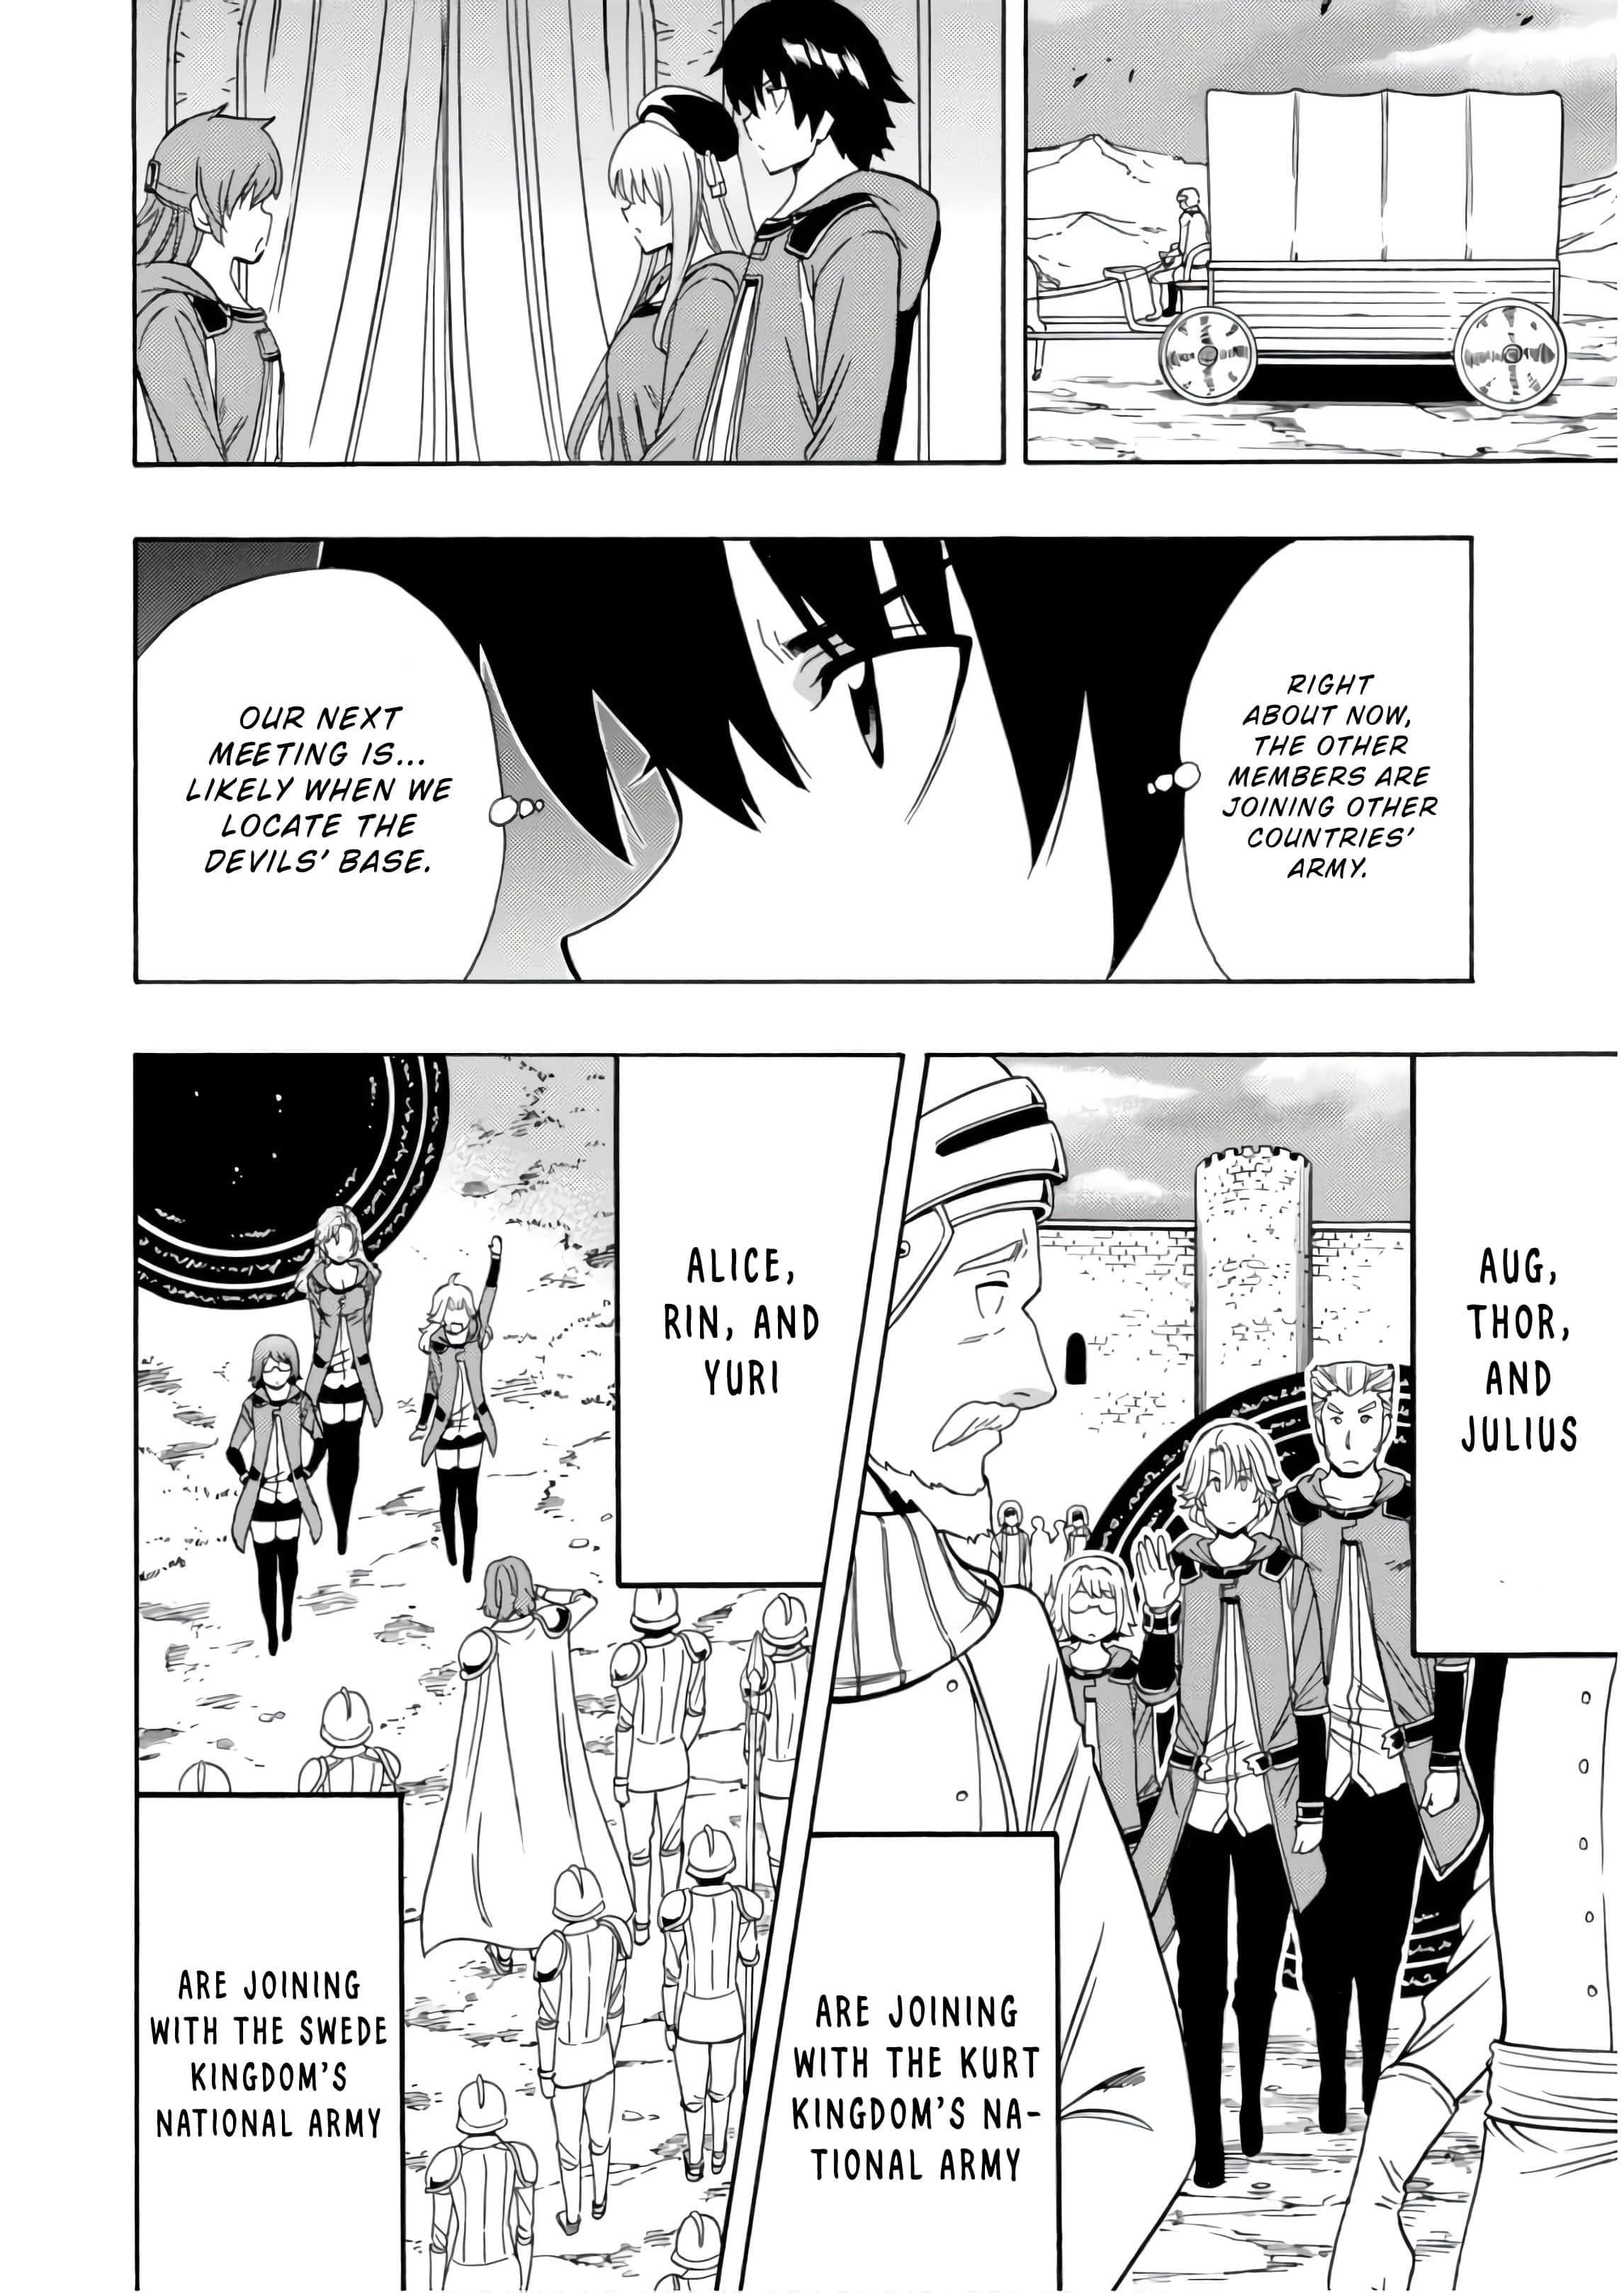 RIGHT
ABOUT NOW,
THE OTHER
MEMBERS ARE
JOINING OTHER
COUNTRIES'
ARMY.
OUR NEXT
MEETING IS...
LIKELY WHEN WE
LOCATE THE
DEVILS' BASE.
AUG,
THOR,
AND
JULIUS
ARE JOINING
WITH THE KURT
KINGDOM'S NA-
TIONAL ARMY
ALICE,
RIN, AND
YURI
ARE JOINING
WITH THE SWEDE
KINGDOM'S
NATIONAL ARMY